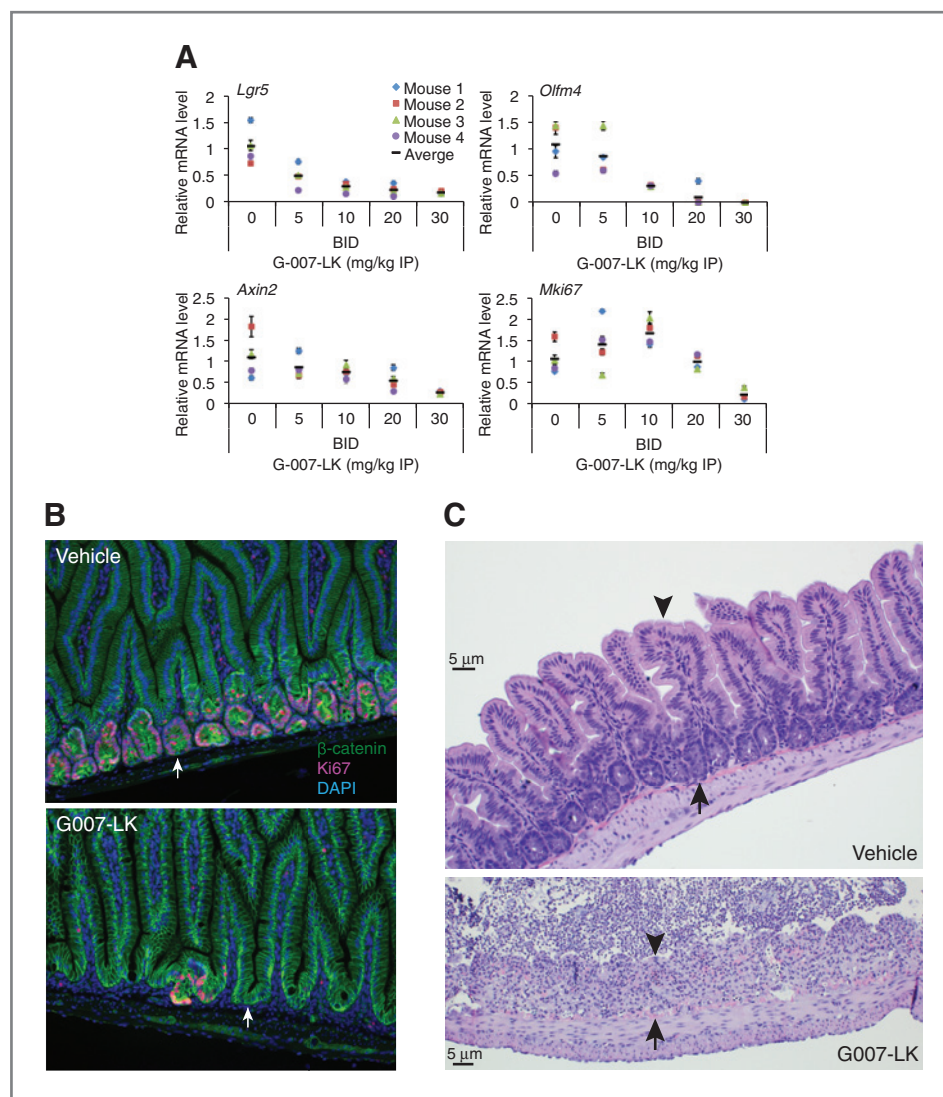 A
Lgr5
Relative mRNA level
2
1.5
1
0.5
0
0 5 10 20 30
BID
G-007-LK (mg/kg IP)
Mouse 1
Mouse 2
Mouse 3
Mouse 4
Averge
Olfm4
Relative mRNA level
2
1.5
1
0.5
0
0 5 10 20 30
BID
G-007-LK (mg/kg IP)
Axin2
Relative mRNA level
2.5
2
1.5
1
0.5
0
0 5 10 20 30
BID
G-007-LK (mg/kg IP)
Mki67
Relative mRNA level
2.5
2
1.5
1
0.5
0
0 5 10 20 30
BID
G-007-LK (mg/kg IP)
B
Vehicle
β-catenin
Ki67
DAPI
G007-LK
C
5 μm
Vehicle
5 μm
G007-LK